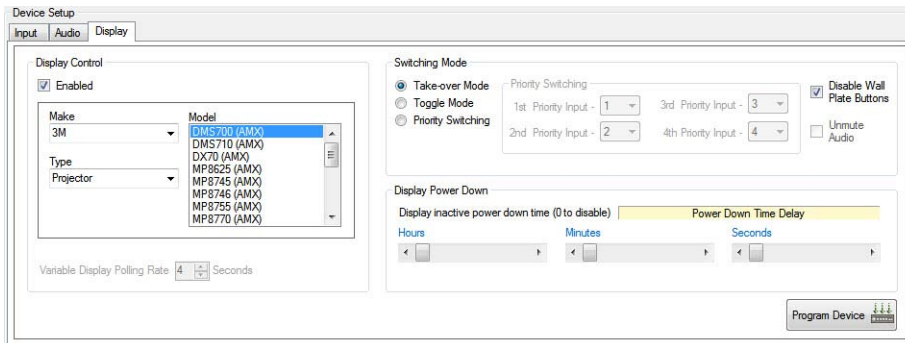 Device Setup
Input Audio Display
Display Control
Enabled
Make
3M
Type
Projector
Model
DMS700 (AMX)
DMS710 (AMX)
DX70 (AMX)
MP8625 (AMX)
MP8745 (AMX)
MP8746 (AMX)
MP8755 (AMX)
MP8770 (AMX)
Variable Display Polling Rate 4 Seconds
Switching Mode
Take-over Mode
Toggle Mode
Priority Switching
Priority Switching
1st Priority Input - 1 3rd Priority Input - 3
2nd Priority Input - 2 4th Priority Input - 4
Disable Wall
Plate Buttons
Unmute
Audio
Display Power Down
Display inactive power down time (0 to disable) Power Down Time Delay
Hours Minutes Seconds
Program Device